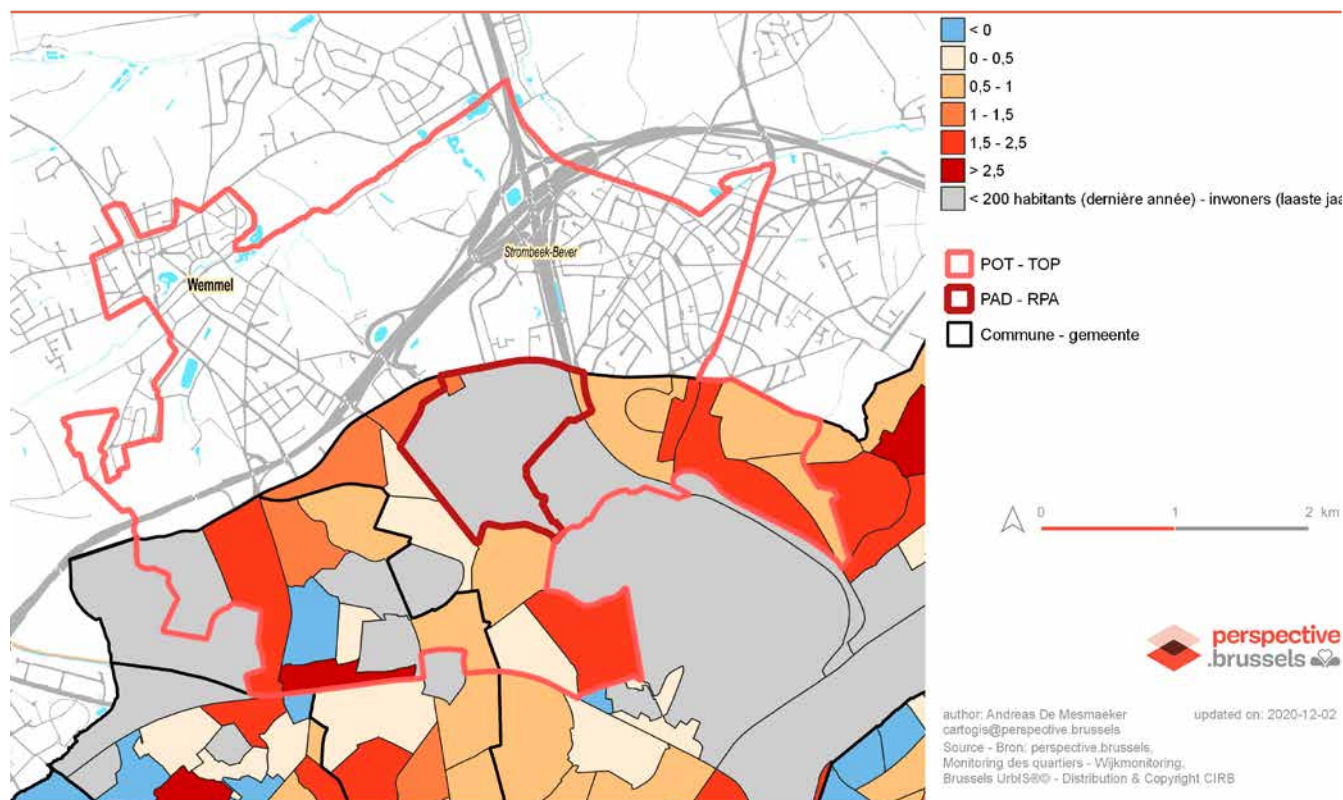 < 0
0 - 0,5
0,5 - 1
1 - 1,5
1,5 - 2,5
> 2,5
< 200 habitants (dernière année) - inwoners (laaste jaa
POT - TOP
PAD - RPA
Commune - gemeente
Strombeek-Bever
Wemmel
0 1 2 km
perspective
.brussels
author: Andreas De Mesmaeker updated on: 2020-12-02
cartogis@perspective.brussels
Source - Bron: perspective.brussels,
Monitoring des quartiers - Wijkmonitoring,
Brussels UrbIS®© - Distribution & Copyright CIRB